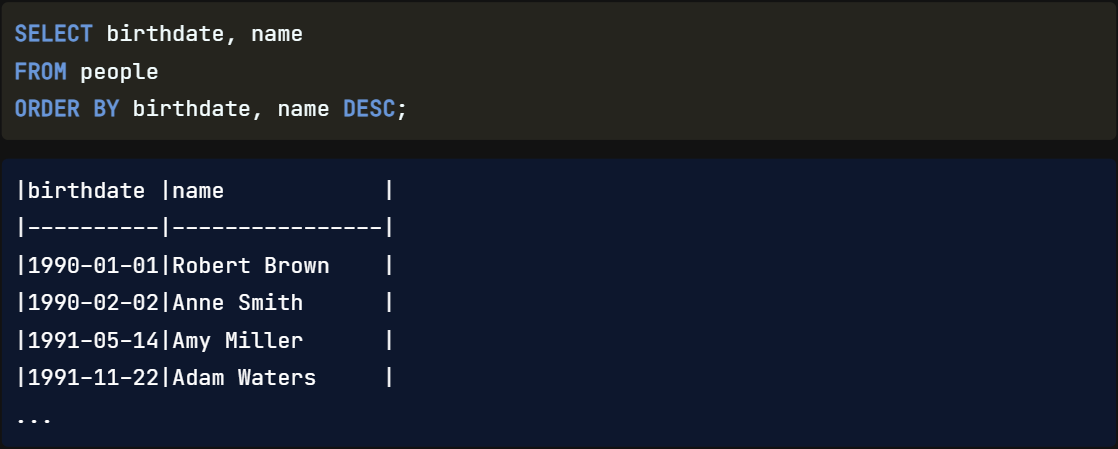 SELECT birthdate, name
FROM people
ORDER BY birthdate, name DESC;
|birthdate |name            |
|----------|----------------|
|1990-01-01|Robert Brown    |
|1990-02-02|Anne Smith      |
|1991-05-14|Amy Miller      |
|1991-11-22|Adam Waters     |
...